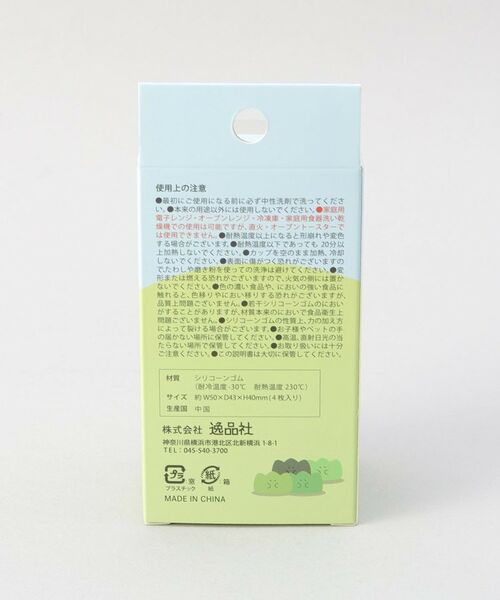 使用上の注意
●最初にご使用になる前に必ず中性洗剤で洗ってくださ
い。●本来の用途以外には使用しないでください。●家庭用
電子レンジ・オーブンレンジ・冷凍庫・家庭用食器洗い乾
燥機での使用は可能ですが、直火・オーブントースターで
は使用できません。●耐熱温度以上になると形崩れや変色
する場合がございます。●耐熱温度以下であっても 20分以
上加熱しないでください。●カップを空のまま加熱、冷却
しないでください。●表面に傷がつく恐れがございますの
でたわしや磨き粉を使っての洗浄は避けてください。●変
形または燃える恐れがございますので、火気の側には置か
ないでください。●色の濃い食品や、においの強い食品に
触れると、色移りやにおい移りする恐れがございますが、
品質上問題ございません。●若干シリコーンゴムのにおい
がすることがありますが、材質本来のにおいで食品衛生上
問題ございません。●シリコーンゴムの性質上、力の加え方
によって裂ける場合がございます。●お子様やペットの手
の届かない場所に保管してください。●高温、直射日光の当
たらない場所で保管してください。●お取り扱いには十分
ご注意ください。●この説明書は大切に保管してください。
材質 シリコーンゴム
（耐冷温度-30℃ 耐熱温度230℃）
サイズ 約 W50×D43×H40mm(４枚入り)
生産国 中国
株式会社 逸品社
神奈川県横浜市港北区北新横浜 1-8-1
TEL：045-540-3700
プラ 窓 紙 箱
プラスチック 紙
MADE IN CHINA